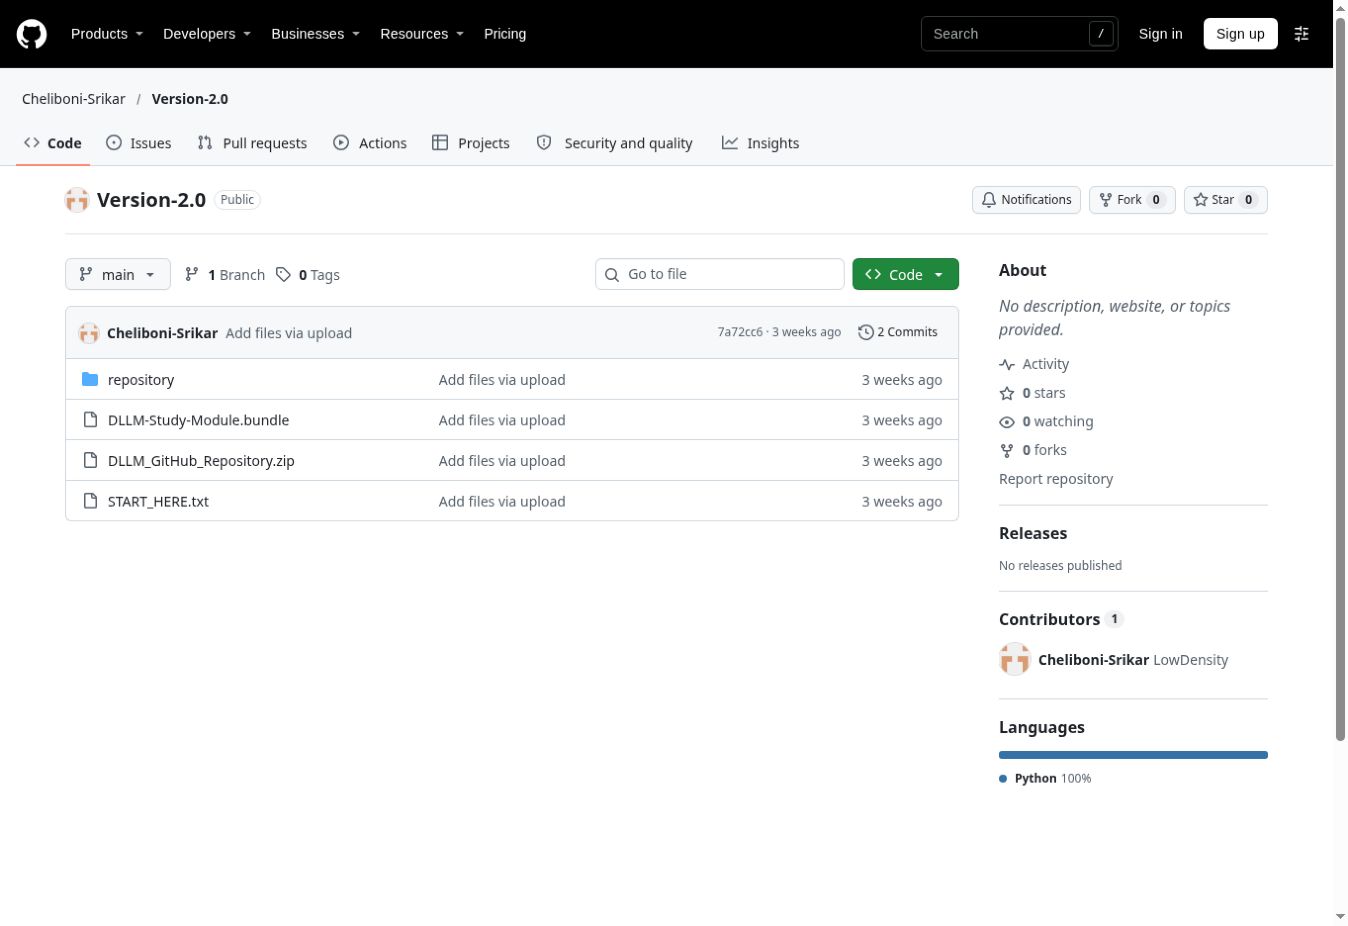 Products Developers Businesses Resources Pricing Search / Sign in Sign up
Cheliboni-Srikar / Version-2.0
Code Issues Pull requests Actions Projects Security and quality Insights
Version-2.0 Public Notifications Fork 0 Star 0
main 1 Branch 0 Tags Go to file Code
Cheliboni-Srikar Add files via upload 7a72cc6 · 3 weeks ago 2 Commits
repository Add files via upload 3 weeks ago
DLLM-Study-Module.bundle Add files via upload 3 weeks ago
DLLM_GitHub_Repository.zip Add files via upload 3 weeks ago
START_HERE.txt Add files via upload 3 weeks ago
About
No description, website, or topics
provided.
Activity
0 stars
0 watching
0 forks
Report repository
Releases
No releases published
Contributors 1
Cheliboni-Srikar LowDensity
Languages
Python 100%